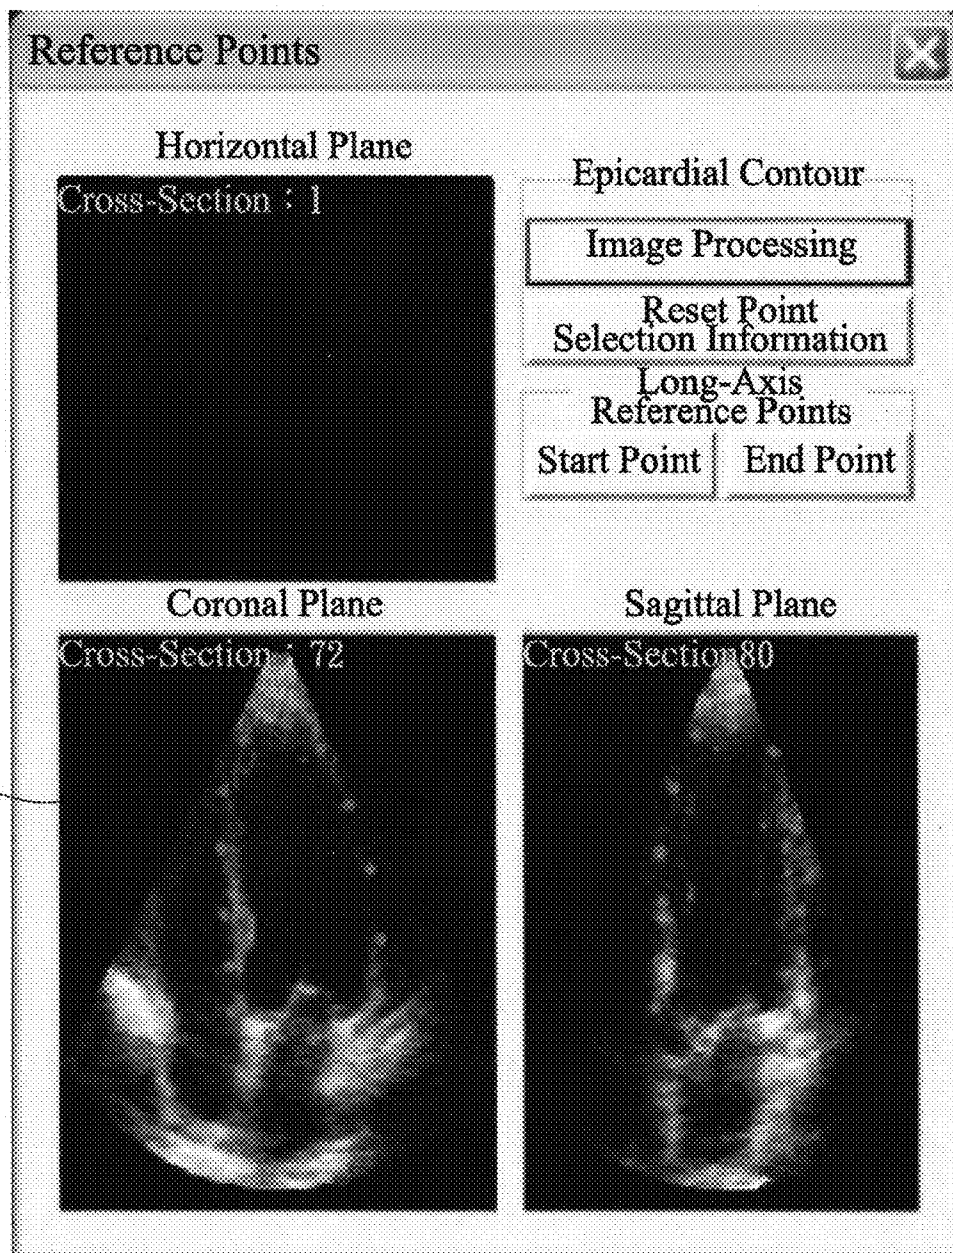 Reference Points
Horizontal Plane
Cross-Section : 1
Epicardial Contour
Image Processing
Reset Point
Selection Information
Long-Axis
Reference Points
Start Point
End Point
Coronal Plane
Cross-Section : 72
Sagittal Plane
Cross-Section80